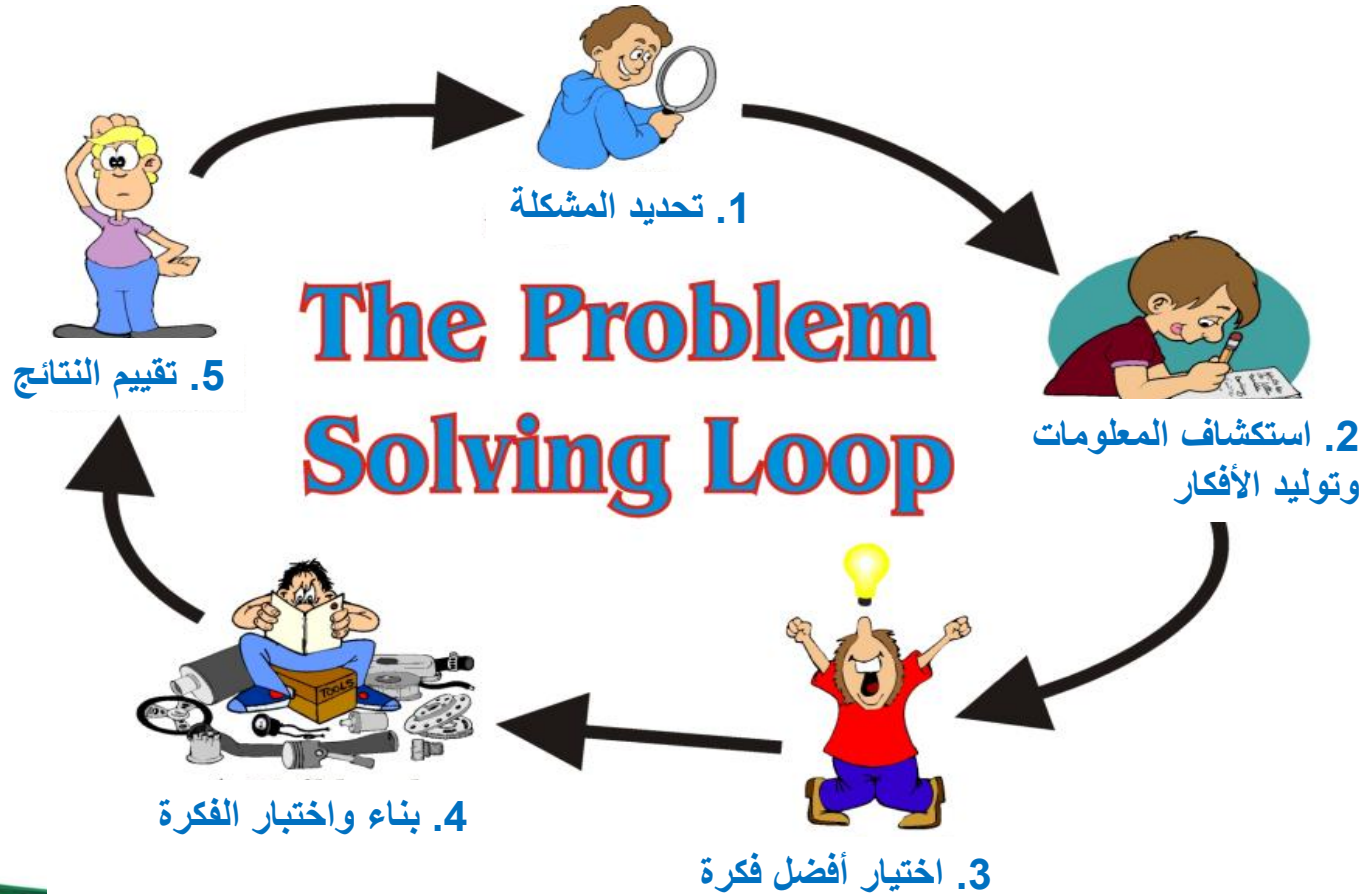 1. تحديد المشكلة
The Problem
Solving Loop
2. استكشاف المعلومات
وتوليد الأفكار
3. اختيار أفضل فكرة
4. بناء واختبار الفكرة
TOOLS
5. تقييم النتائج